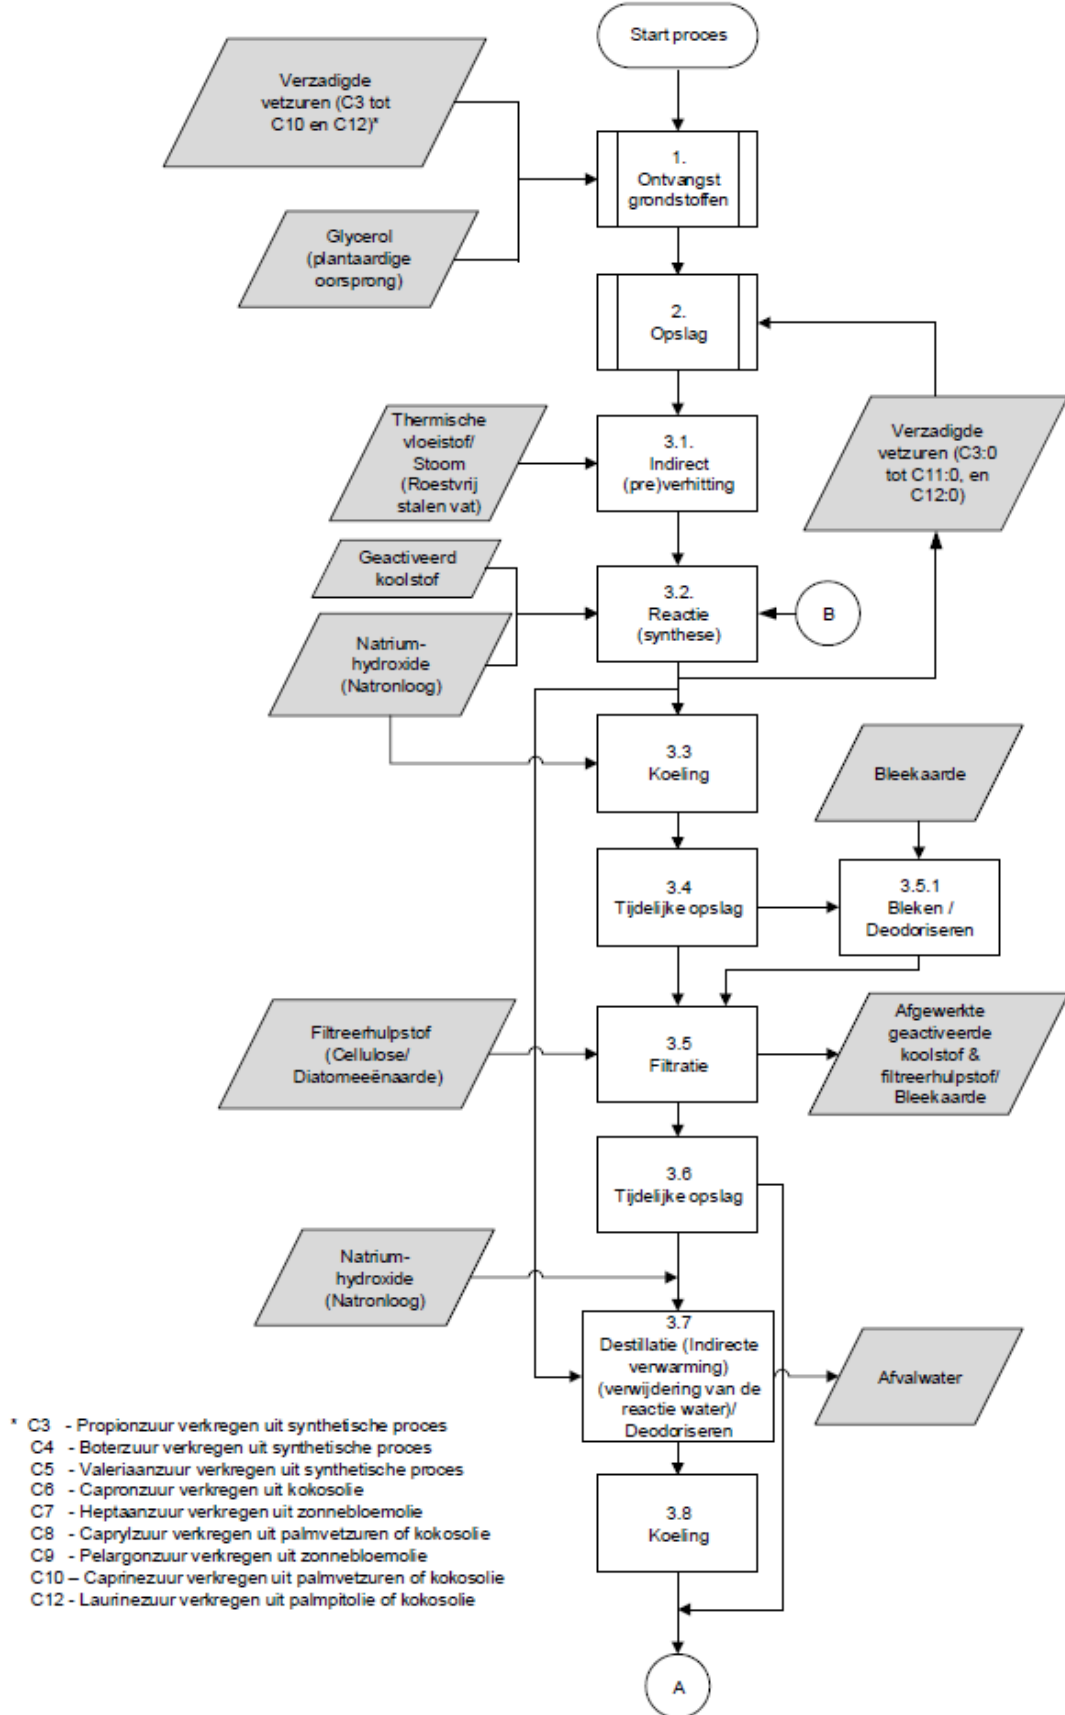 Start proces
Verzadigde
vetzuren (C3 tot
C10 en C12)*
1.
Ontvangst
grondstoffen
Glycerol
(plantaardige
oorsprong)
2.
Opslag
Thermische
vloeistof/
Stoom
(Roestvrij
stalen vat)
3.1.
Indirect
(pre)verhitting
Verzadigde
vetzuren (C3:0
tot C11:0, en
C12:0)
Geactiveerd
koolstof
3.2.
Reactie
(synthese)
B
Natrium-
hydroxide
(Natronloog)
3.3
Koeling
Bleekaarde
3.4
Tijdelijke opslag
3.5.1
Bleken /
Deodoriseren
Filtreerhulpstof
(Cellulose/
Diatomeeënaarde)
3.5
Filtratie
Afgewerkte
geactiveerde
koolstof &
filtreerhulpstof/
Bleekaarde
3.6
Tijdelijke opslag
Natrium-
hydroxide
(Natronloog)
3.7
Destillatie (Indirecte
verwarming)
(verwijdering van de
reactie water)/
Deodoriseren
Afvalwater
* C3 - Propionzuur verkregen uit synthetische proces
C4 - Boterzuur verkregen uit synthetische proces
C5 - Valeriaanzuur verkregen uit synthetische proces
C6 - Capronzuur verkregen uit kokosolie
C7 - Heptaanzuur verkregen uit zonnebloemolie
C8 - Caprylzuur verkregen uit palmvetzuren of kokosolie
C9 - Pelargonzuur verkregen uit zonnebloemolie
C10 – Caprinezuur verkregen uit palmvetzuren of kokosolie
C12 - Laurinezuur verkregen uit palmpitolie of kokosolie
3.8
Koeling
A